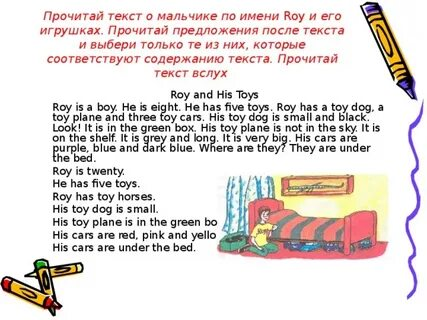 Прочитай текст о мальчике по имени Roy и его
игрушках. Прочитай предложения после текста
и выбери только те из них, которые
соответствуют содержанию текста. Прочитай
текст вслух
Roy and His Toys
Roy is a boy. He is eight. He has five toys. Roy has a toy dog, a
toy plane and three toy cars. His toy dog is small and black.
Look! It is in the green box. His toy plane is not in the sky. It is
on the shelf. It is grey and long. It is very big. His cars are
purple, blue and dark blue. Where are they? They are under
the bed.
Roy is twenty.
He has five toys.
Roy has toy horses.
His toy dog is small.
His toy plane is in the green bo
His cars are red, pink and yello
His cars are under the bed.